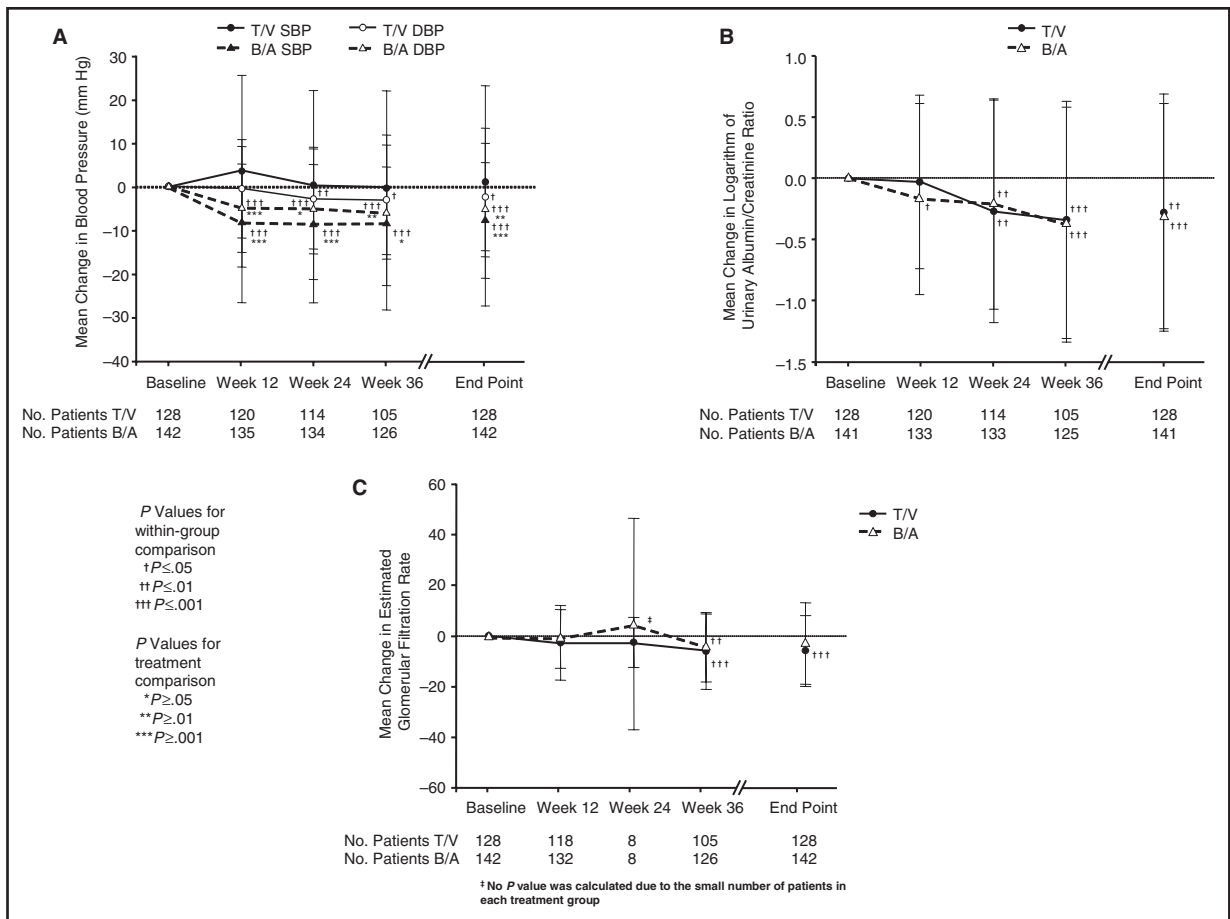 A
T/V SBP T/V DBP
B/A SBP B/A DBP
Mean Change in Blood Pressure (mm Hg)
30
20
10
0
–10
–20
–30
–40
†††
***
†††
***
††
†††
*
†††
***
†
†††
**
†††
*
†
†††
**
†††
***
Baseline Week 12 Week 24 Week 36 End Point
No. Patients T/V 128 120 114 105 128
No. Patients B/A 142 135 134 126 142
B
T/V
B/A
Mean Change in Logarithm of
Urinary Albumin/Creatinine Ratio
1.0
0.5
0.0
–0.5
–1.0
–1.5
†
††
††
†††
†††
††
†††
Baseline Week 12 Week 24 Week 36 End Point
No. Patients T/V 128 120 114 105 128
No. Patients B/A 141 133 133 125 141
P Values for
within-group
comparison
†P≤.05
††P≤.01
†††P≤.001
P Values for
treatment
comparison
*P≥.05
**P≥.01
***P≥.001
C
T/V
B/A
Mean Change in Estimated
Glomerular Filtration Rate
60
40
20
0
–20
–40
–60
‡
††
†††
†††
Baseline Week 12 Week 24 Week 36 End Point
No. Patients T/V 128 118 8 105 128
No. Patients B/A 142 132 8 126 142
‡ No P value was calculated due to the small number of patients in
each treatment group